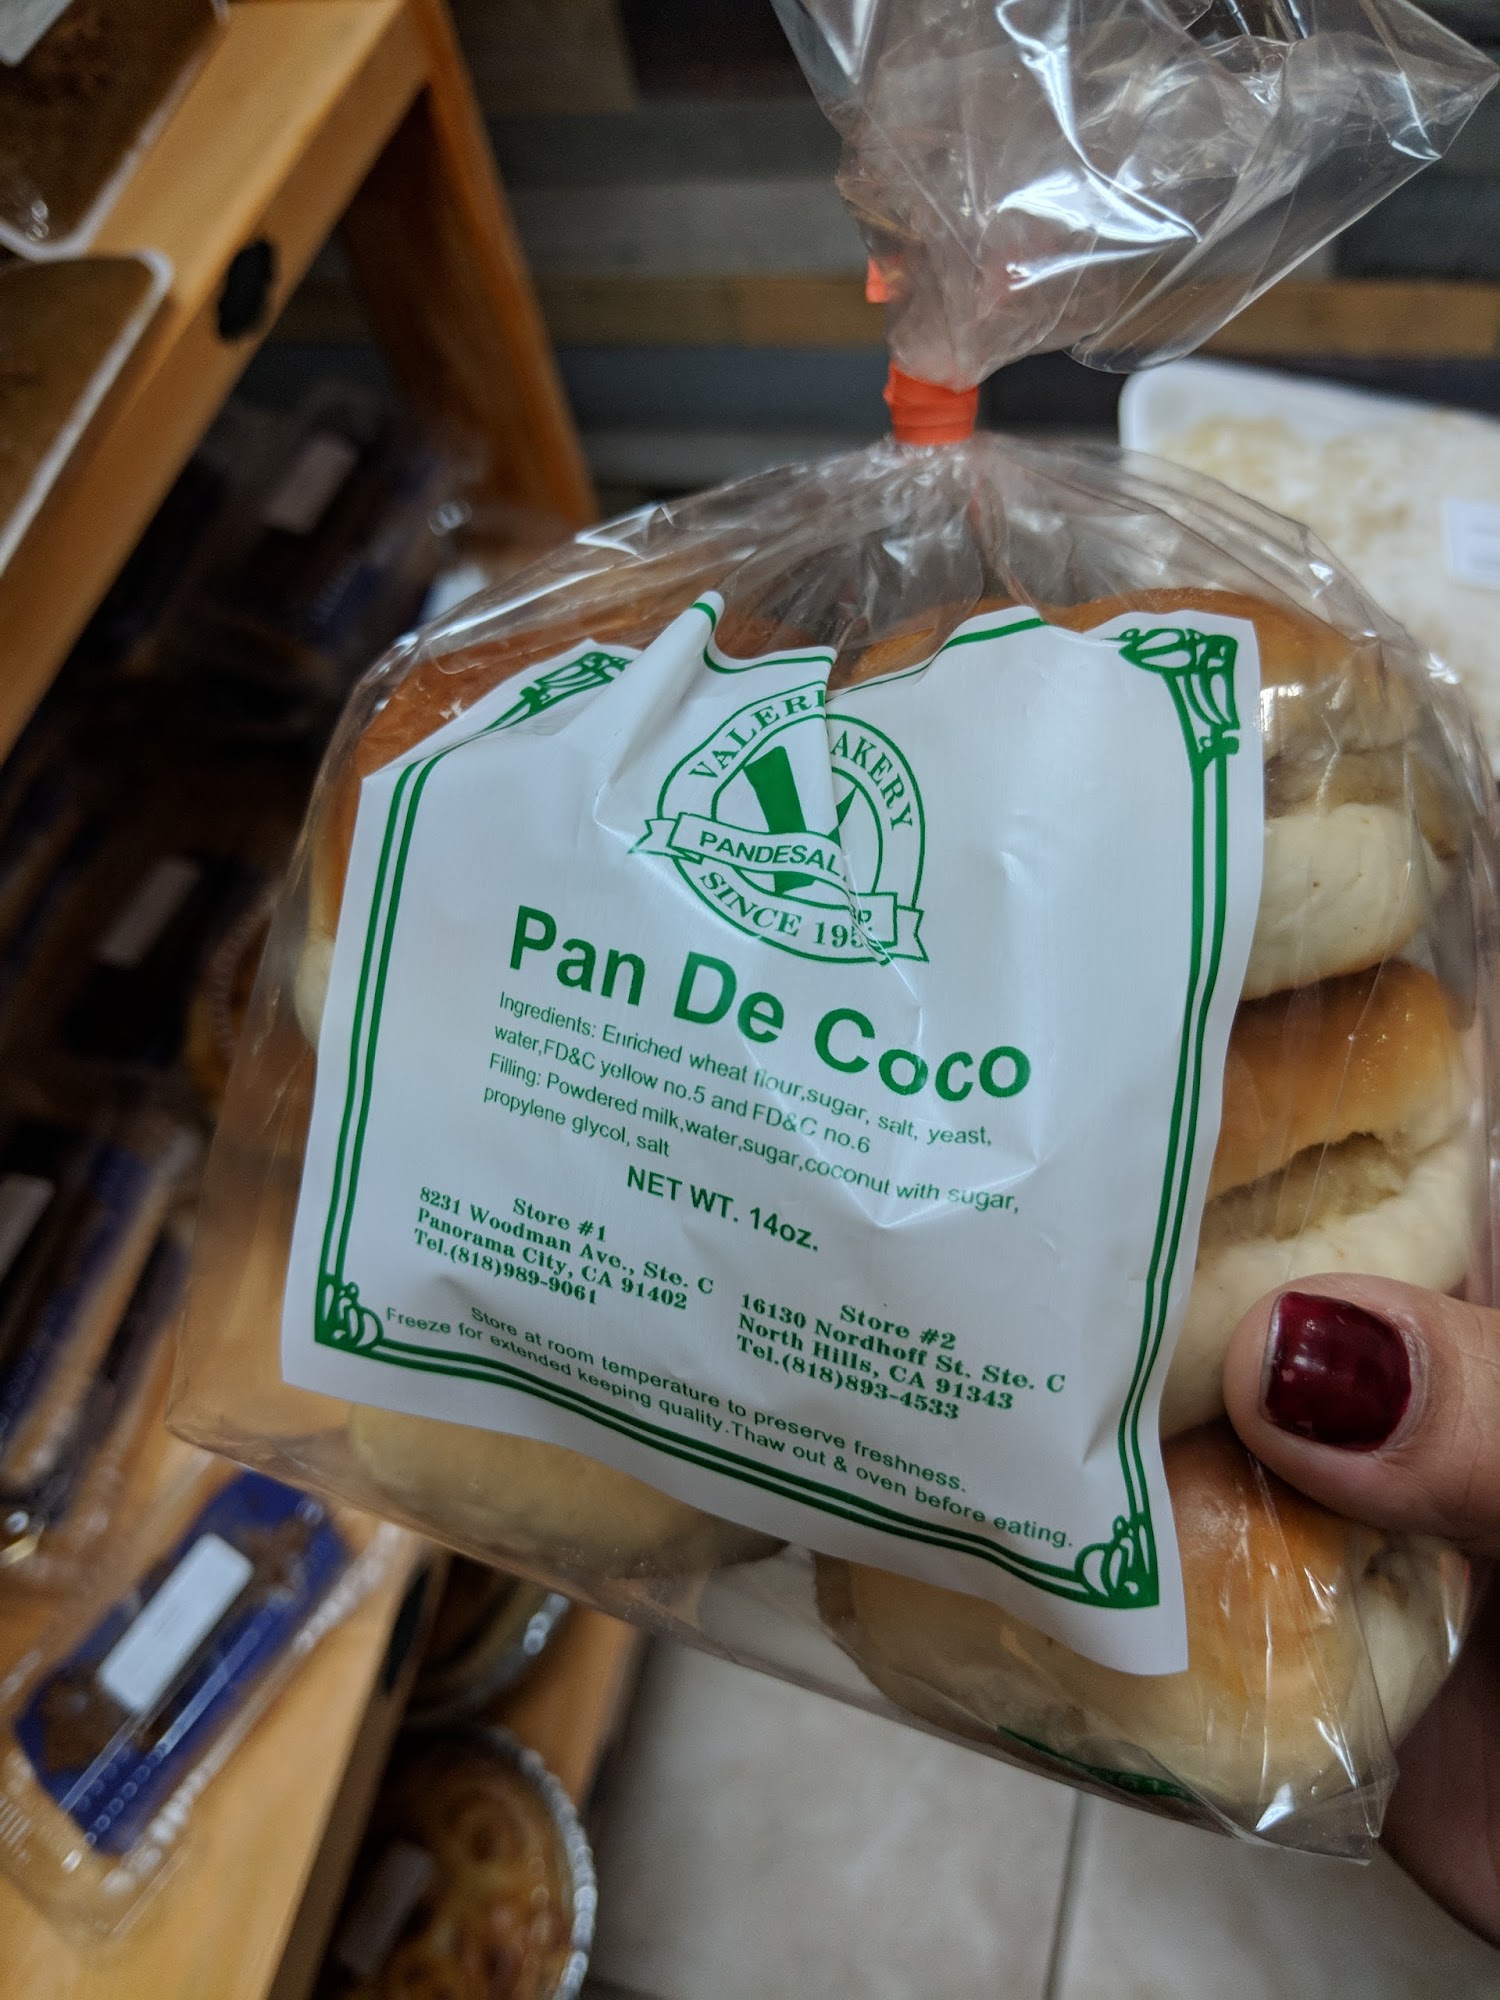 VALERI AKERY
PANDESAL
SINCE 195
Pan De Coco
Ingredients: Enriched wheat flour,sugar, salt, yeast,
water,FD&C yellow no.5 and FD&C no.6
Filling: Powdered milk,water,sugar,coconut with sugar,
propylene glycol, salt
NET WT. 14oz.
Store #1
8231 Woodman Ave., Ste. C
Panorama City, CA 91402
Tel.(818)989-9061
Store #2
16130 Nordhoff St. Ste. C
North Hills, CA 91343
Tel.(818)893-4533
Store at room temperature to preserve freshness.
Freeze for extended keeping quality.Thaw out & oven before eating.